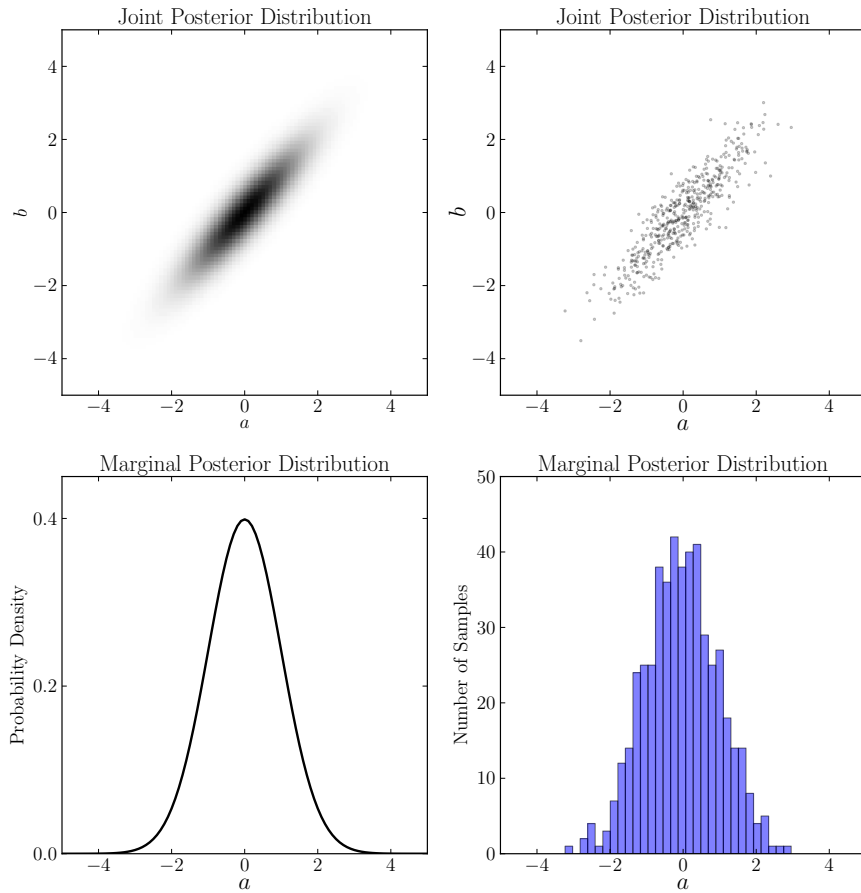 Joint Posterior Distribution
4
2
0
−2
−4
b
−4 −2 0 2 4
a
Joint Posterior Distribution
4
2
0
−2
−4
b
−4 −2 0 2 4
a
Marginal Posterior Distribution
0.4
0.2
0.0
Probability Density
−4 −2 0 2 4
a
Marginal Posterior Distribution
50
40
30
20
10
0
Number of Samples
−4 −2 0 2 4
a